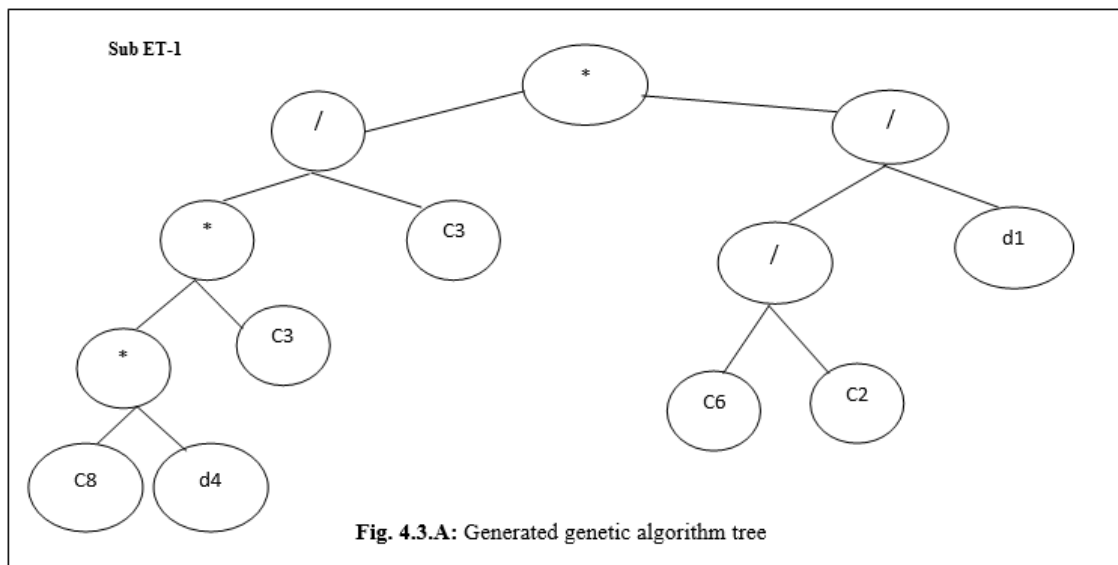 Sub ET-1
*
/
/
*
C3
/
d1
*
C3
C6
C2
C8
d4
Fig. 4.3.A: Generated genetic algorithm tree